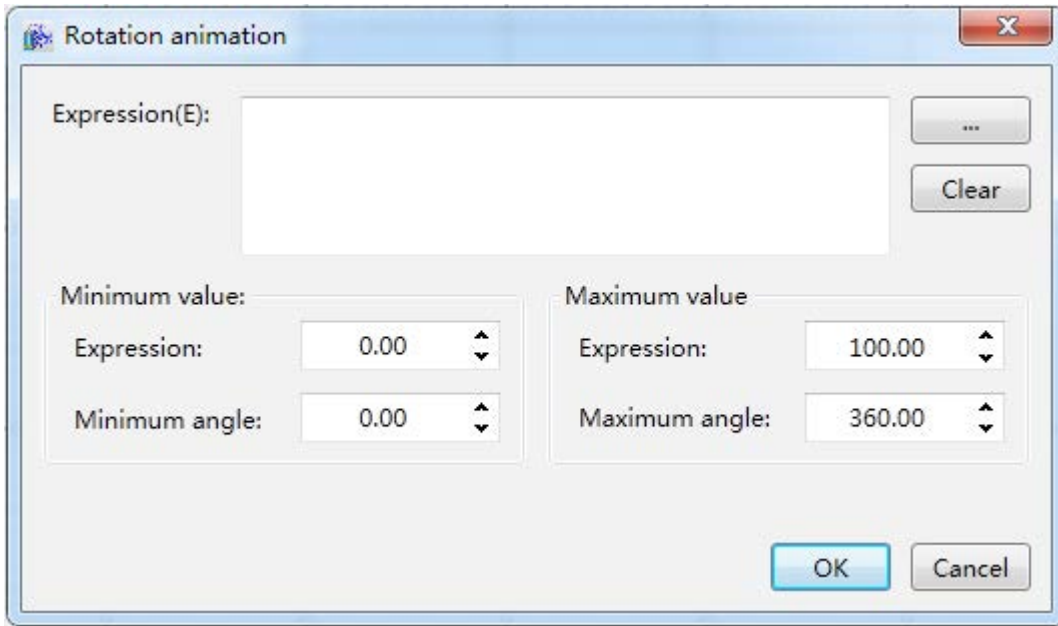 Rotation animation
Expression(E):
...
Clear
Minimum value:
Expression: 0.00
Minimum angle: 0.00
Maximum value
Expression: 100.00
Maximum angle: 360.00
OK Cancel